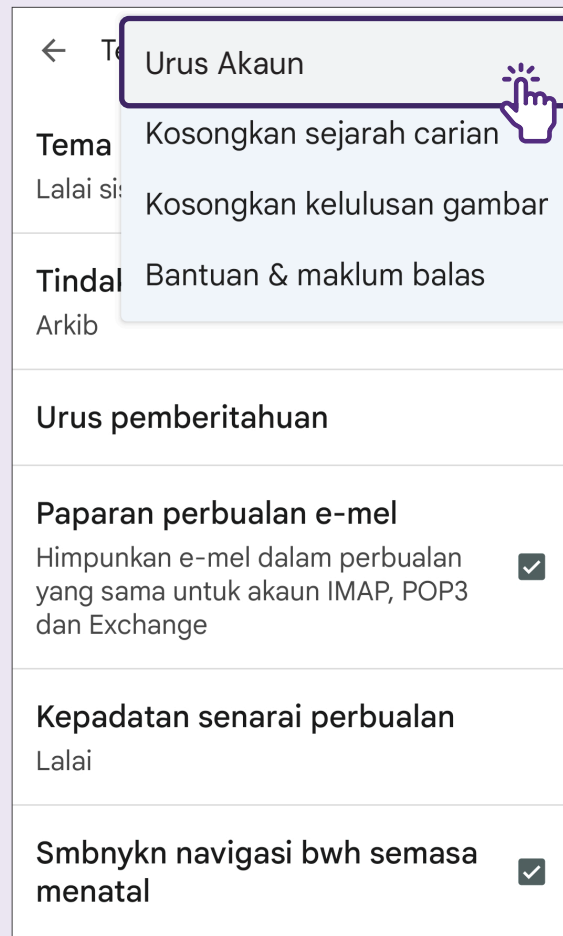 Urus Akaun
Kosongkan sejarah carian
Kosongkan kelulusan gambar
Bantuan & maklum balas
Tema
Lalai
Arkib
Urus pemberitahuan
Paparan perbualan e-mel
Himpunkan e-mel dalam perbualan
yang sama untuk akaun IMAP, POP3
dan Exchange
Kepadatan senarai perbualan
Lalai
Smbnykn navigasi bwh semasa
menatal